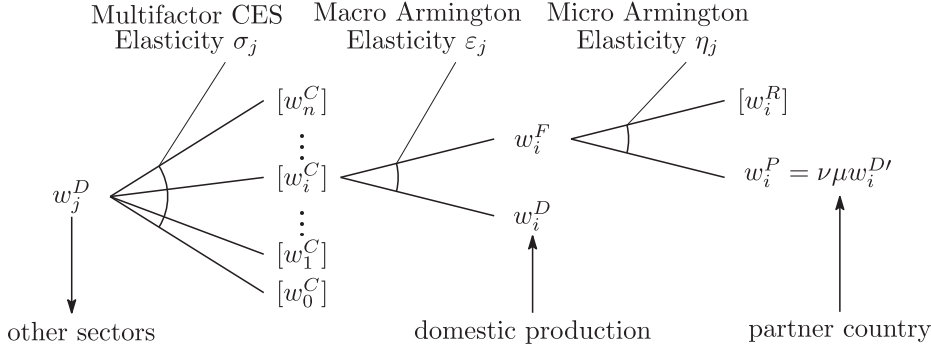 Multifactor CES
Elasticity σ_j
Macro Armington
Elasticity ε_j
Micro Armington
Elasticity η_j
[w_n^C]
[w_i^R]
w_i^F
[w_i^C]
w_i^P = νμw_i^D′
w_j^D
w_i^D
[w_1^C]
[w_0^C]
other sectors
domestic production
partner country